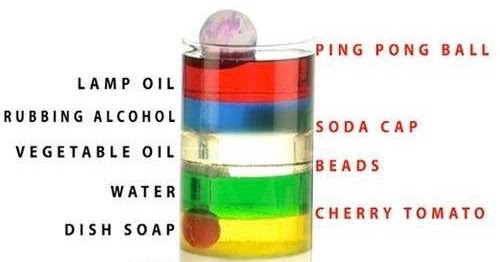 PING PONG BALL
LAMP OIL
RUBBING ALCOHOL
SODA CAP
VEGETABLE OIL
BEADS
WATER
CHERRY TOMATO
DISH SOAP